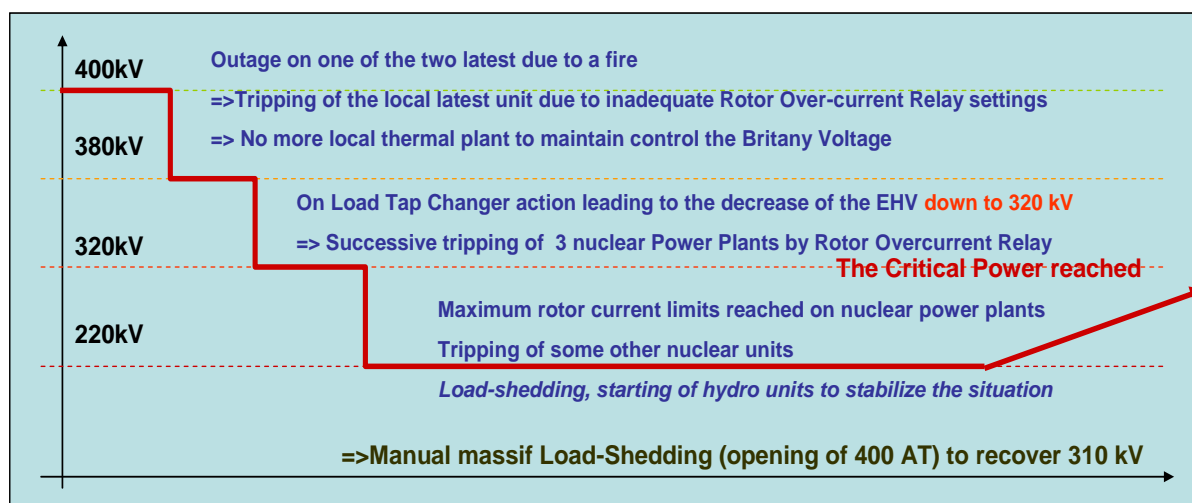 400kV
Outage on one of the two latest due to a fire
=>Tripping of the local latest unit due to inadequate Rotor Over-current Relay settings
380kV
=> No more local thermal plant to maintain control the Britany Voltage
On Load Tap Changer action leading to the decrease of the EHV down to 320 kV
320kV
=> Successive tripping of 3 nuclear Power Plants by Rotor Overcurrent Relay
The Critical Power reached
Maximum rotor current limits reached on nuclear power plants
220kV
Tripping of some other nuclear units
Load-shedding, starting of hydro units to stabilize the situation
=>Manual massif Load-Shedding (opening of 400 AT) to recover 310 kV